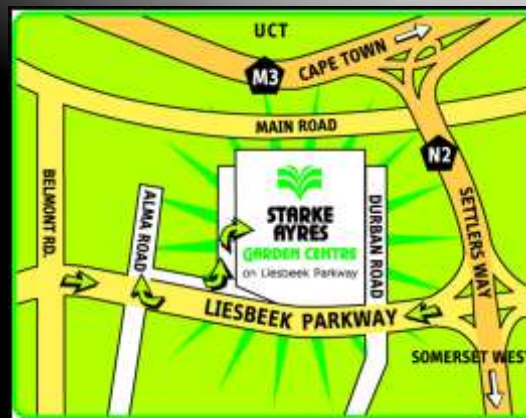 UCT
M3
CAPE TOWN
MAIN ROAD
N2
BELMONT RD.
ALMA ROAD
STARKE
AYRES
GARDEN CENTRE
on Liesbeek Parkway
DURBAN ROAD
SETTLERS WAY
LIESBEEK PARKWAY
SOMERSET WEST